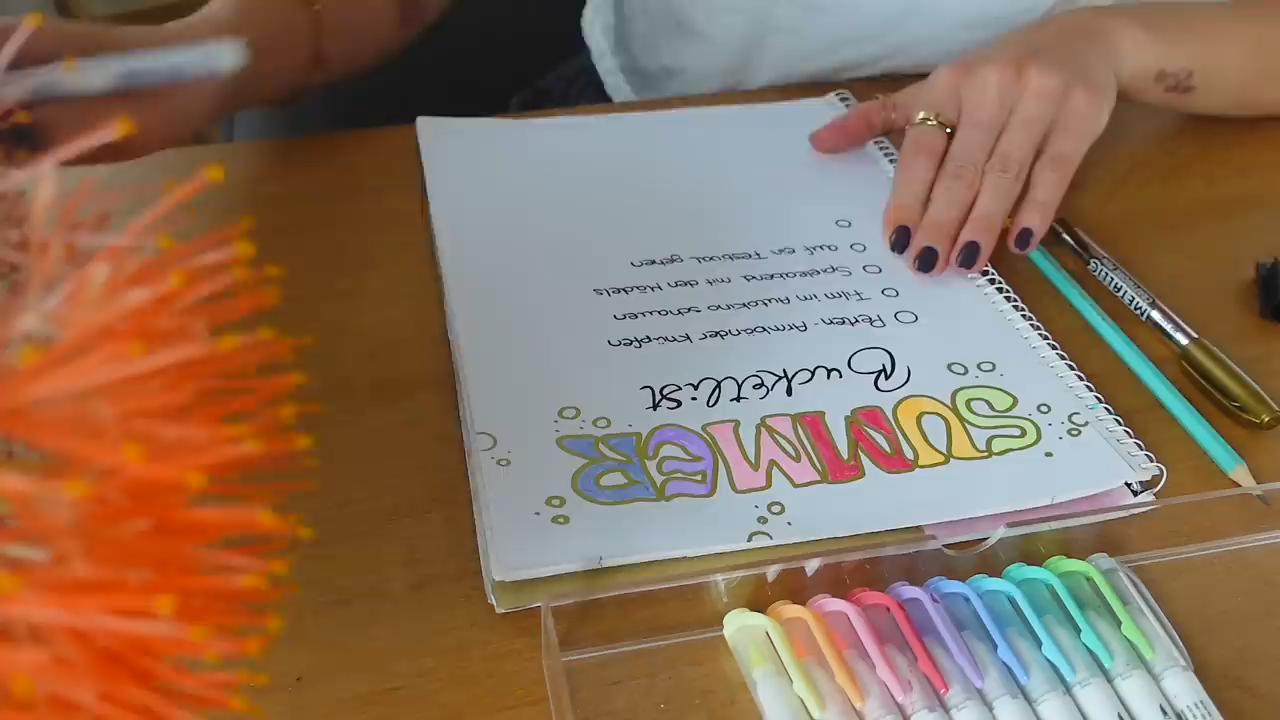 SUMMER
Bucketlist
Perlen-Armbänder knüpfen
Film im Autokino schauen
Spieleabend mit den Mädels
auf ein Festival gehen
METALLIC